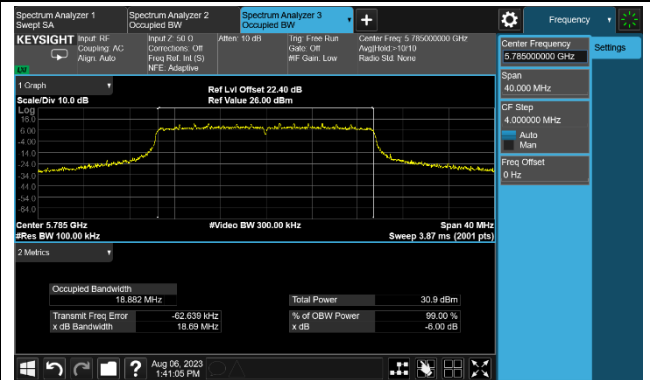 Spectrum Analyzer 1
Swept SA
Spectrum Analyzer 2
Occupied BW
Spectrum Analyzer 3
Occupied BW
Frequency
KEYSIGHT
Input: RF
Coupling: AC
Align: Auto
Input Z: 50 Ω
Corrections: Off
Freq Ref: Int (S)
NFE: Adaptive
Atten: 10 dB
Trig: Free Run
Gate: Off
#IF Gain: Low
Center Freq: 5.785000000 GHz
Avg|Hold:>10/10
Radio Std: None
Center Frequency
5.785000000 GHz
Settings
Span
40.000 MHz
CF Step
4.000000 MHz
Auto
Man
Freq Offset
0 Hz
1 Graph
Scale/Div 10.0 dB
Ref Lvl Offset 22.40 dB
Ref Value 26.00 dBm
Log
16.0
6.00
-4.00
-14.0
-24.0
-34.0
-44.0
-54.0
-64.0
Center 5.785 GHz
#Res BW 100.00 kHz
#Video BW 300.00 kHz
Span 40 MHz
Sweep 3.87 ms (2001 pts)
2 Metrics
Occupied Bandwidth
18.882 MHz
Total Power
30.9 dBm
Transmit Freq Error
-62.639 kHz
% of OBW Power
99.00 %
x dB Bandwidth
18.69 MHz
x dB
-6.00 dB
Aug 06, 2023
1:41:05 PM